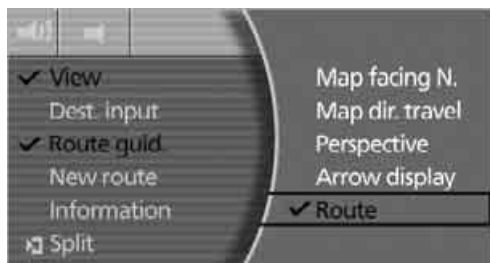 View
Dest. input
Route guid.
New route
Information
Split
Map facing N.
Map dir. travel
Perspective
Arrow display
Route